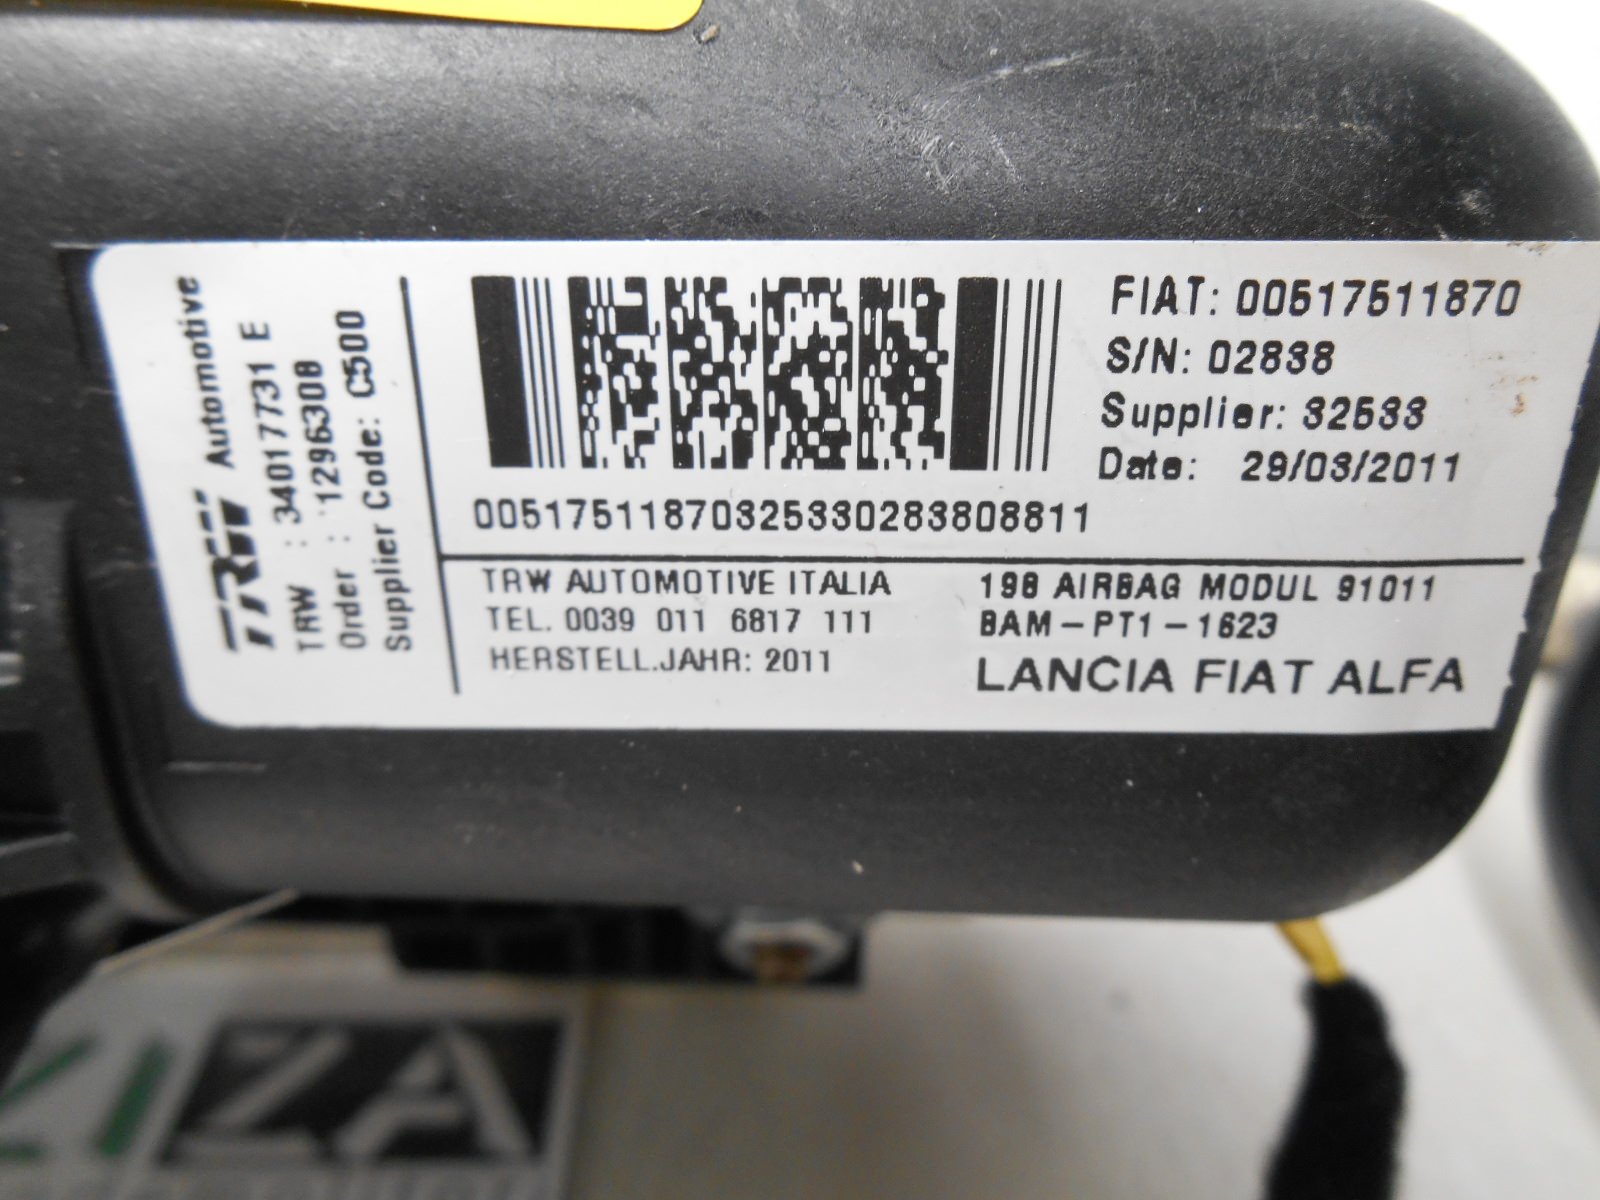 TRW Automotive
TRW : 34017731 E
Order : 1296308
Supplier Code: C500
FIAT: 00517511870
S/N: 02838
Supplier: 32533
Date: 29/03/2011
00517511870325330283808811
TRW AUTOMOTIVE ITALIA
TEL. 0039 011 6817 111
HERSTELL.JAHR: 2011
198 AIRBAG MODUL 91011
BAM-PT1-1623
LANCIA FIAT ALFA
ZA